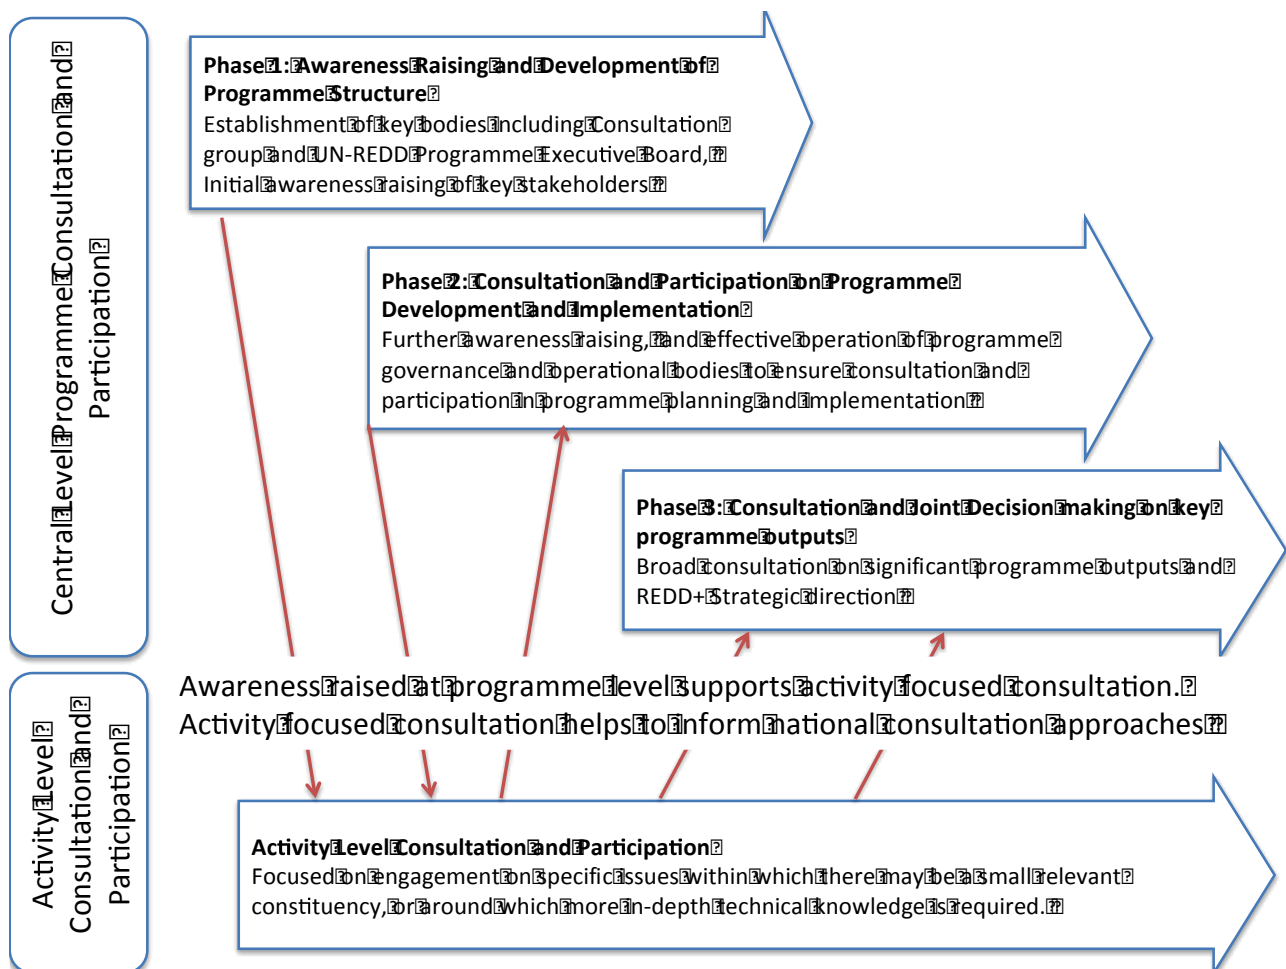 Central Level Programme Consultation and
Participation
Phase 1: Awareness Raising and Development of
Programme Structure
Establishment of key bodies including Consultation
group and UN-REDD Programme Executive Board,
Initial awareness raising of key stakeholders
Phase 2: Consultation and Participation on Programme
Development and Implementation
Further awareness raising, and effective operation of programme
governance and operational bodies to ensure consultation and
participation in programme planning and implementation
Phase 3: Consultation and Joint Decision making on key
programme outputs
Broad consultation on significant programme outputs and
REDD+ Strategic direction
Awareness raised at programme level supports activity focused consultation.
Activity focused consultation helps to inform national consultation approaches
Activity Level
Consultation and
Participation
Activity Level Consultation and Participation
Focused on engagement on specific issues within which there may be a small relevant
constituency, or around which more in-depth technical knowledge is required.